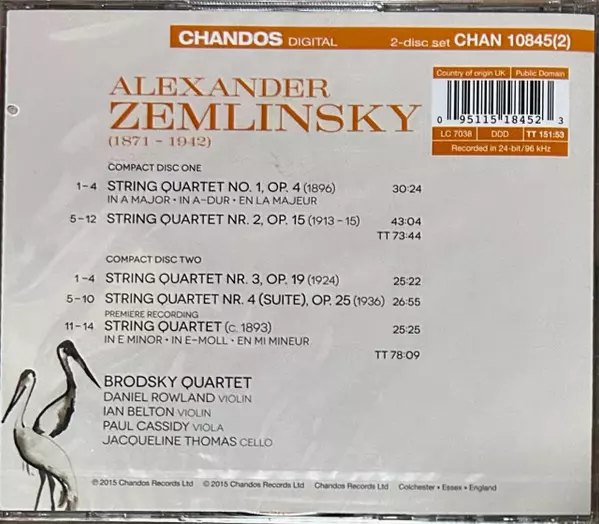 CHANDOS DIGITAL 2-disc set CHAN 10845(2)
ALEXANDER
ZEMLINSKY
(1871 – 1942)
Country of origin UK Public Domain
0 95115 18452 3
LC 7038 DDD TT 151:53
Recorded in 24-bit/96 kHz
COMPACT DISC ONE
1–4 STRING QUARTET NO. 1, OP. 4 (1896) 30:24
IN A MAJOR · IN A-DUR · EN LA MAJEUR
5–12 STRING QUARTET NR. 2, OP. 15 (1913 – 15) 43:04
TT 73:44
COMPACT DISC TWO
1–4 STRING QUARTET NR. 3, OP. 19 (1924) 25:22
5–10 STRING QUARTET NR. 4 (SUITE), OP. 25 (1936) 26:55
PREMIERE RECORDING
11–14 STRING QUARTET (c. 1893) 25:25
IN E MINOR · IN E-MOLL · EN MI MINEUR
TT 78:09
BRODSKY QUARTET
DANIEL ROWLAND VIOLIN
IAN BELTON VIOLIN
PAUL CASSIDY VIOLA
JACQUELINE THOMAS CELLO
℗ 2015 Chandos Records Ltd © 2015 Chandos Records Ltd Chandos Records Ltd Colchester • Essex • England